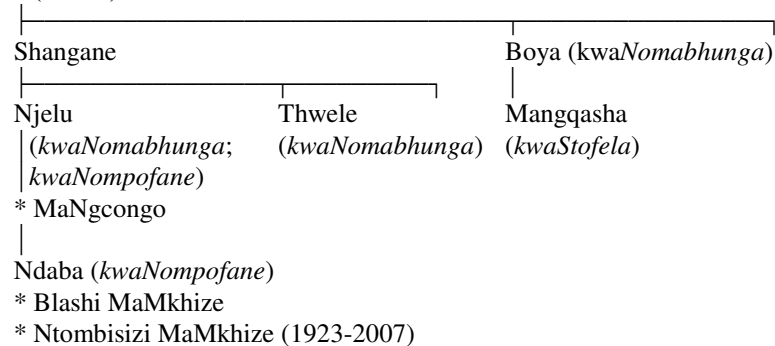 Shangane Boya (kwaNomabhunga)
Njelu Thwele Mangqasha
(kwaNomabhunga; (kwaNomabhunga) (kwaStofela)
kwaNompofane)
* MaNgcongo
Ndaba (kwaNompofane)
* Blashi MaMkhize
* Ntombisizi MaMkhize (1923-2007)